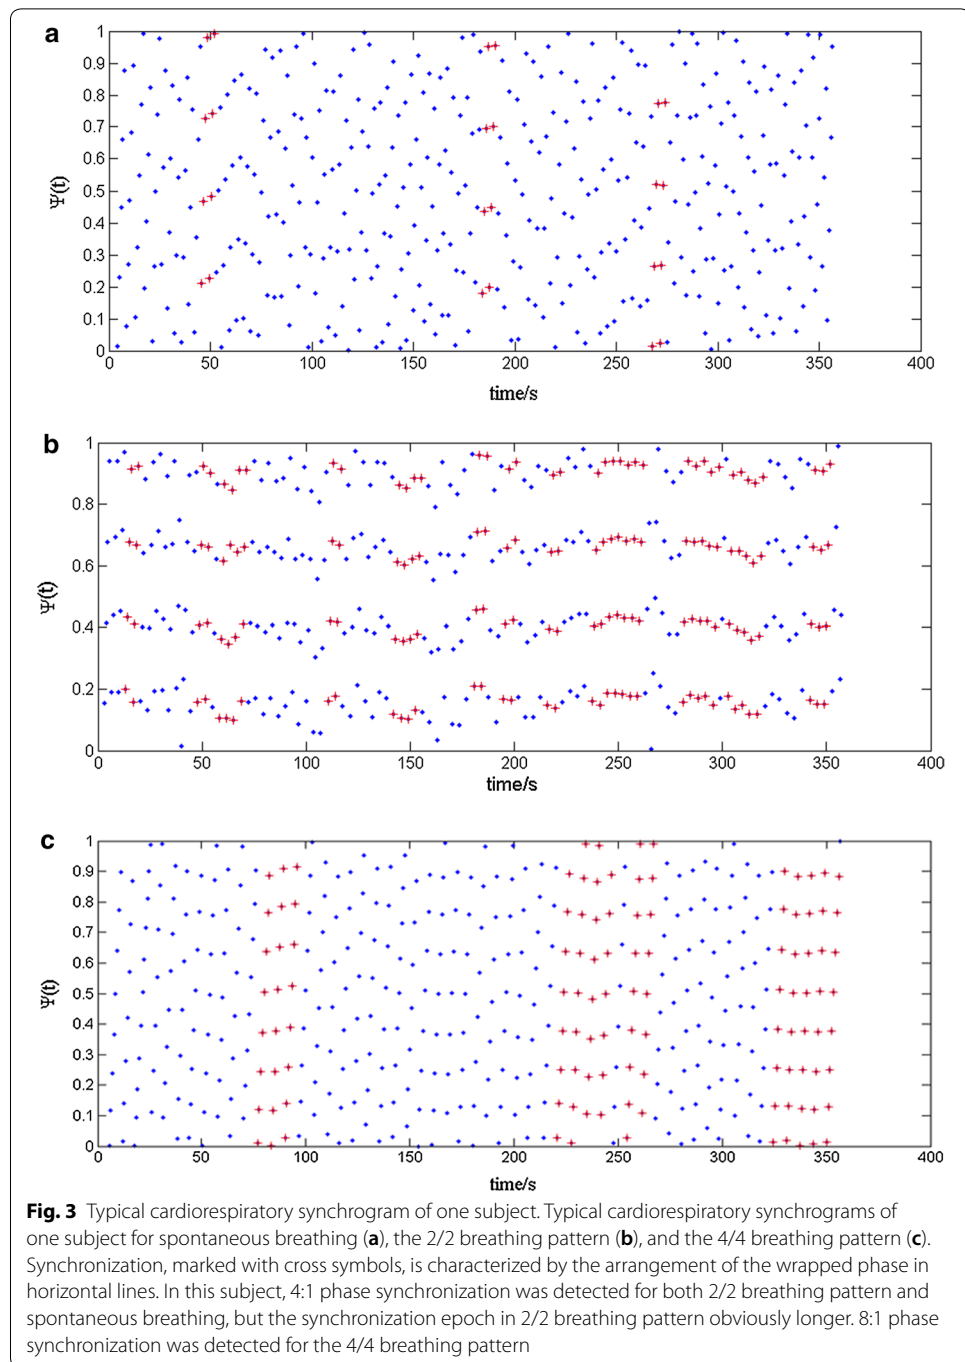 a
1
0.9
0.8
0.7
0.6
0.5
0.4
0.3
0.2
0.1
0
Ψ(t)
0 50 100 150 200 250 300 350 400
time/s
b
1
0.8
0.6
0.4
0.2
0
Ψ(t)
0 50 100 150 200 250 300 350 400
time/s
c
1
0.9
0.8
0.7
0.6
0.5
0.4
0.3
0.2
0.1
0
Ψ(t)
0 50 100 150 200 250 300 350 400
time/s
Fig. 3 Typical cardiorespiratory synchrogram of one subject. Typical cardiorespiratory synchrograms of
one subject for spontaneous breathing (a), the 2/2 breathing pattern (b), and the 4/4 breathing pattern (c).
Synchronization, marked with cross symbols, is characterized by the arrangement of the wrapped phase in
horizontal lines. In this subject, 4:1 phase synchronization was detected for both 2/2 breathing pattern and
spontaneous breathing, but the synchronization epoch in 2/2 breathing pattern obviously longer. 8:1 phase
synchronization was detected for the 4/4 breathing pattern